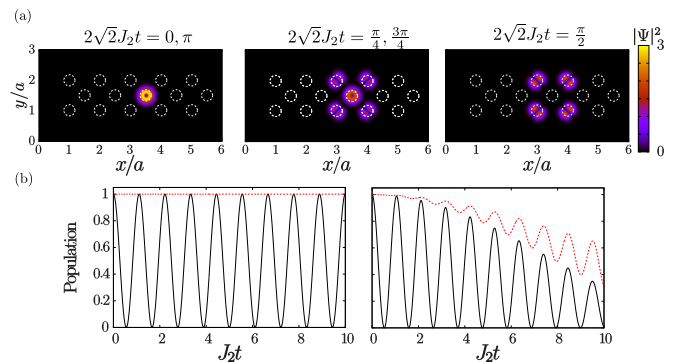 (a)
2√2J₂t = 0, π
2√2J₂t = π/4, 3π/4
2√2J₂t = π/2
|Ψ|²
3
2
1
0
y/a
3
0
0 1 2 3 4 5 6
0 1 2 3 4 5 6
0 1 2 3 4 5 6
x/a
x/a
x/a
(b)
Population
1
0.8
0.6
0.4
0.2
0
0 2 4 6 8 10
0 2 4 6 8 10
J₂t
J₂t